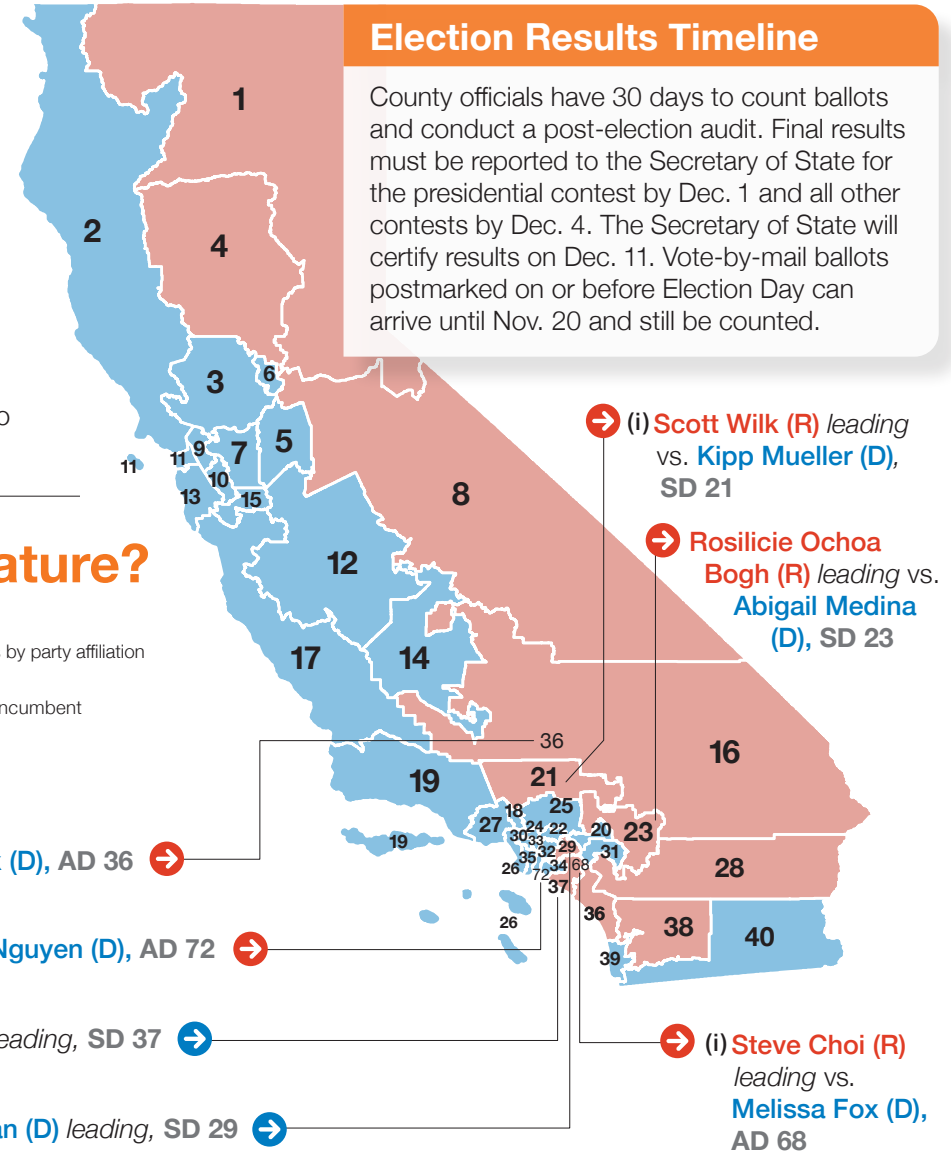 Election Results Timeline
County officials have 30 days to count ballots
and conduct a post-election audit. Final results
must be reported to the Secretary of State for
the presidential contest by Dec. 1 and all other
contests by Dec. 4. The Secretary of State will
certify results on Dec. 11. Vote-by-mail ballots
postmarked on or before Election Day can
arrive until Nov. 20 and still be counted.
1
2
4
3
6
5
9
7
11
11
10
13
15
8
12
17
14
ature?
by party affiliation
ncumbent
(i) Scott Wilk (R) leading
vs. Kipp Mueller (D),
SD 21
Rosilicie Ochoa
Bogh (R) leading vs.
Abigail Medina
(D), SD 23
36
16
19
21
18
25
27
24
22
20
23
30
33
19
29
31
35
32
26
34
68
72
28
37
36
26
38
40
39
(D), AD 36
Nguyen (D), AD 72
eading, SD 37
an (D) leading, SD 29
(i) Steve Choi (R)
leading vs.
Melissa Fox (D),
AD 68